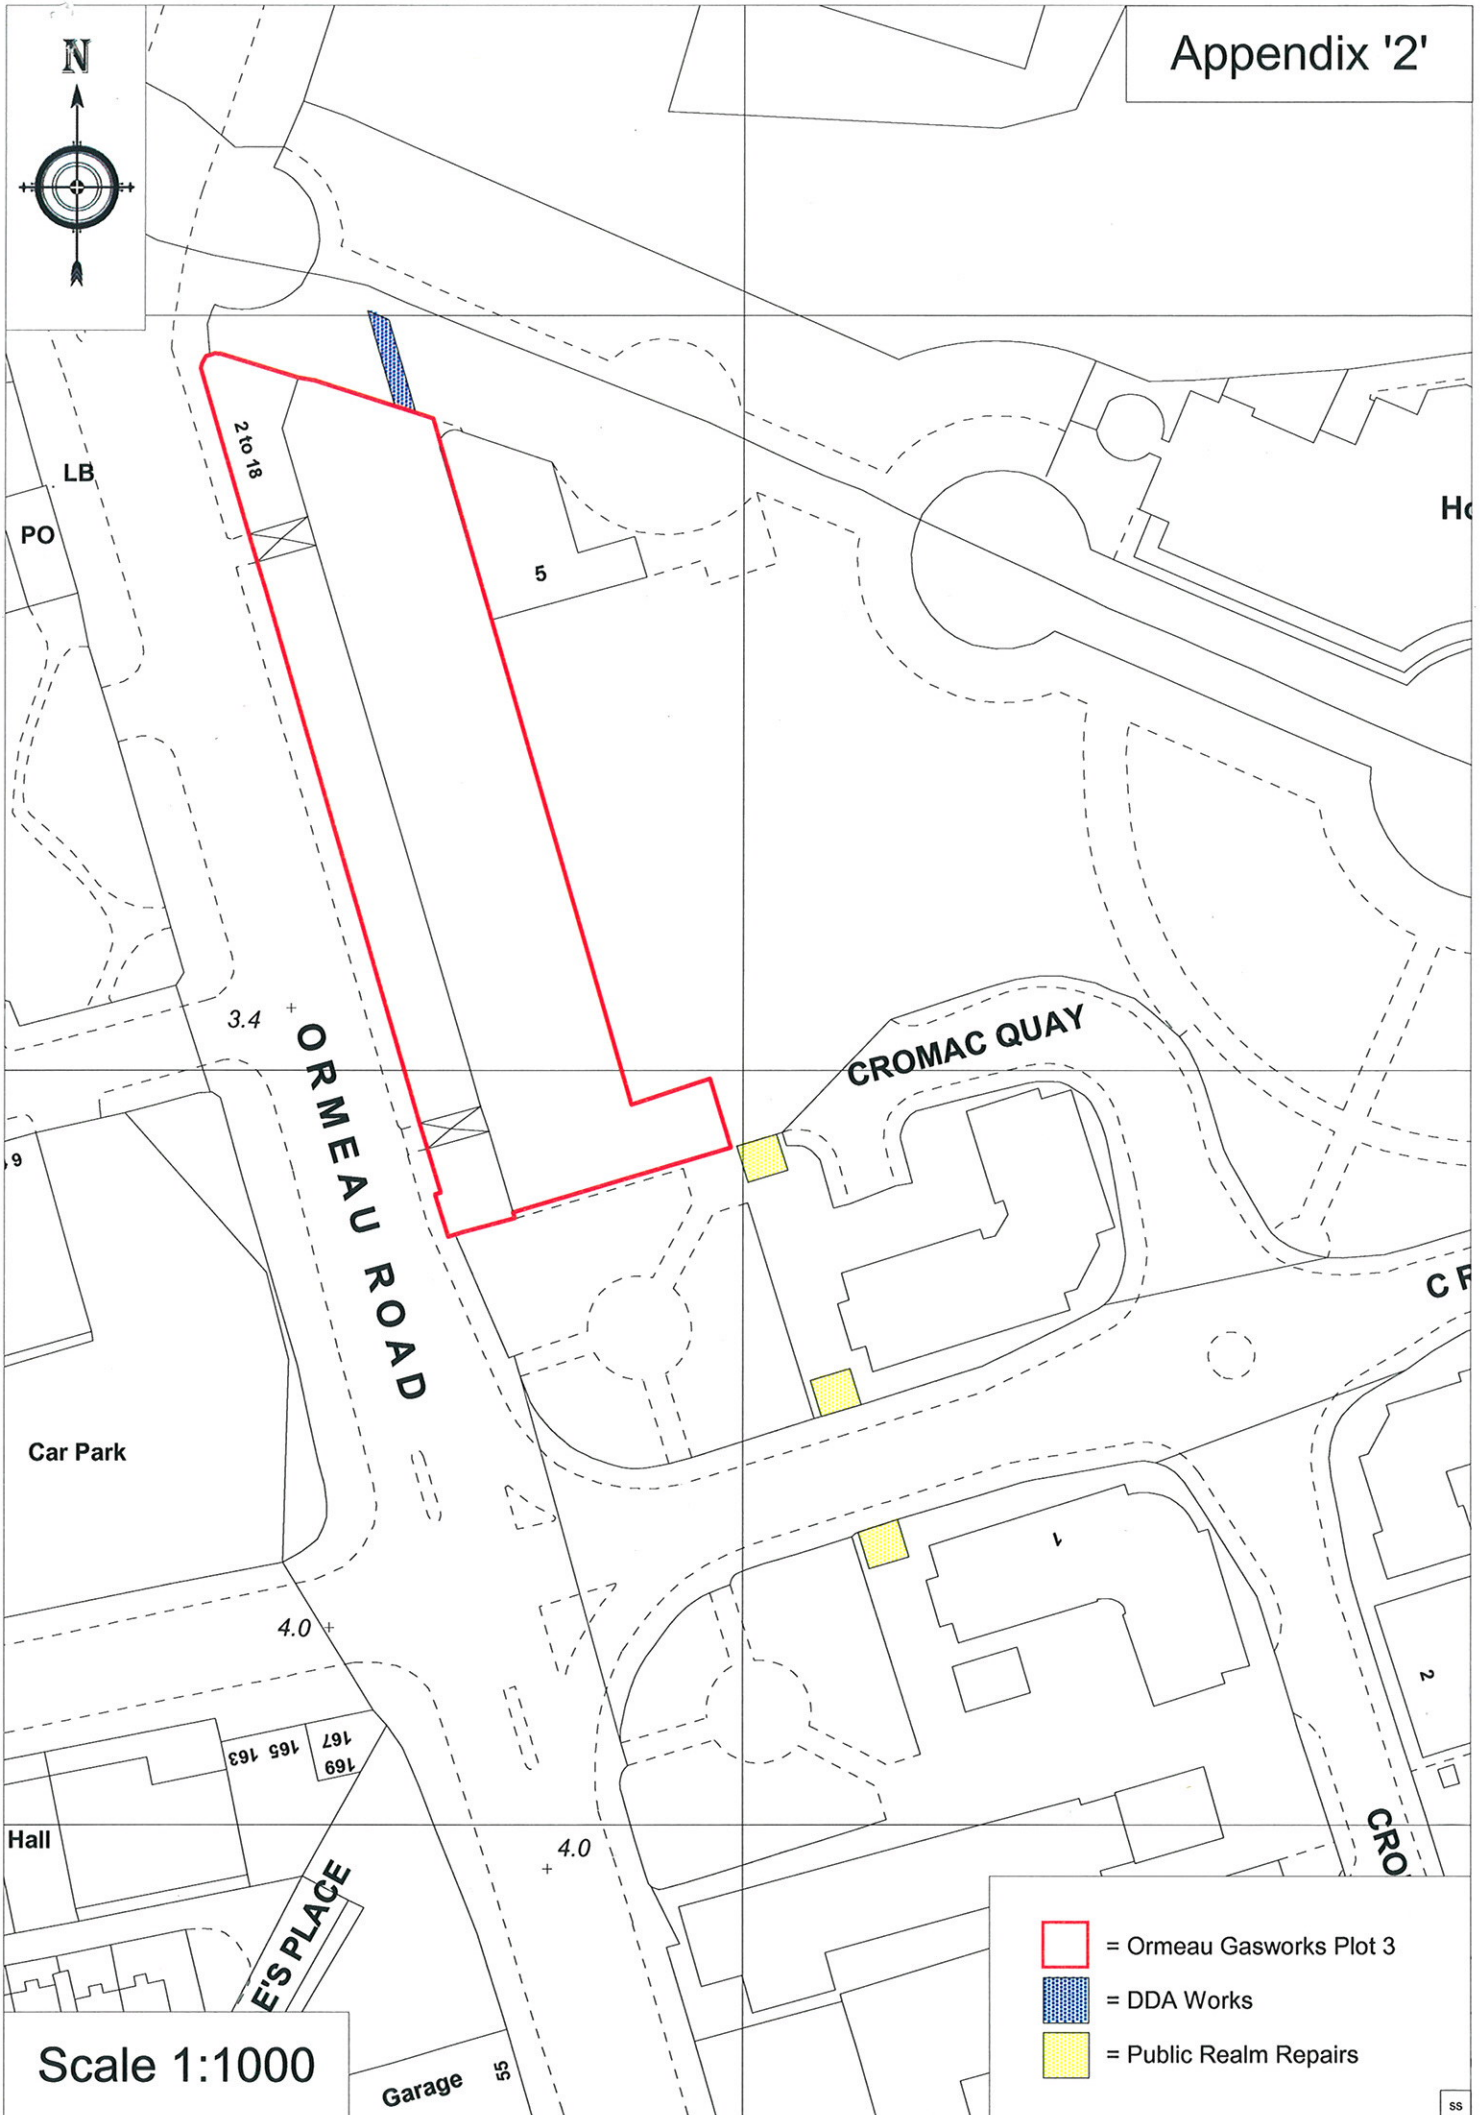 Appendix '2'
N
2 to 18
LB
PO
5
Ho
3.4
ORMEAU ROAD
CROMAC QUAY
9
C R
Car Park
1
4.0
2
163 165 167
169
Hall
4.0
CRO
E'S PLACE
= Ormeau Gasworks Plot 3
= DDA Works
= Public Realm Repairs
Scale 1:1000
Garage
55
ss